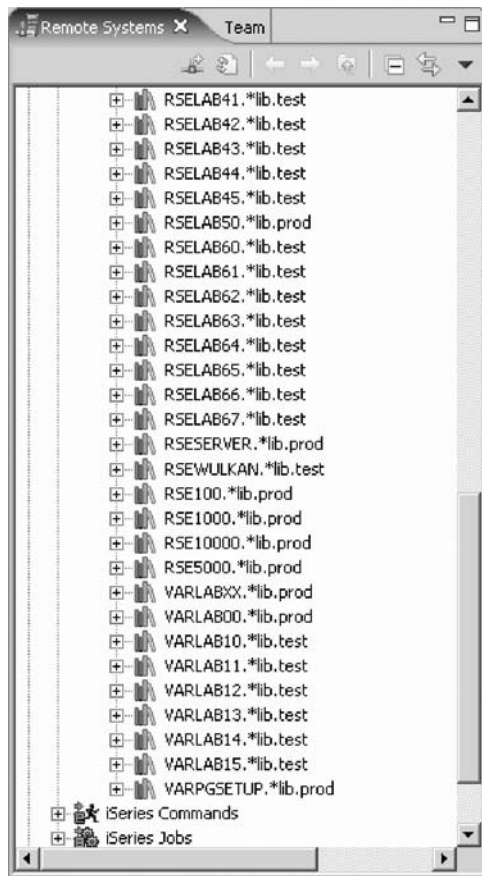 Remote Systems Team
RSELAB41.*lib.test
RSELAB42.*lib.test
RSELAB43.*lib.test
RSELAB44.*lib.test
RSELAB45.*lib.test
RSELAB50.*lib.prod
RSELAB60.*lib.test
RSELAB61.*lib.test
RSELAB62.*lib.test
RSELAB63.*lib.test
RSELAB64.*lib.test
RSELAB65.*lib.test
RSELAB66.*lib.test
RSELAB67.*lib.test
RSESERVER.*lib.prod
RSEWULKAN.*lib.test
RSE100.*lib.prod
RSE1000.*lib.prod
RSE10000.*lib.prod
RSE5000.*lib.prod
VARLABXX.*lib.prod
VARLAB00.*lib.prod
VARLAB10.*lib.test
VARLAB11.*lib.test
VARLAB12.*lib.test
VARLAB13.*lib.test
VARLAB14.*lib.test
VARLAB15.*lib.test
VARPGSETUP.*lib.prod
iSeries Commands
iSeries Jobs